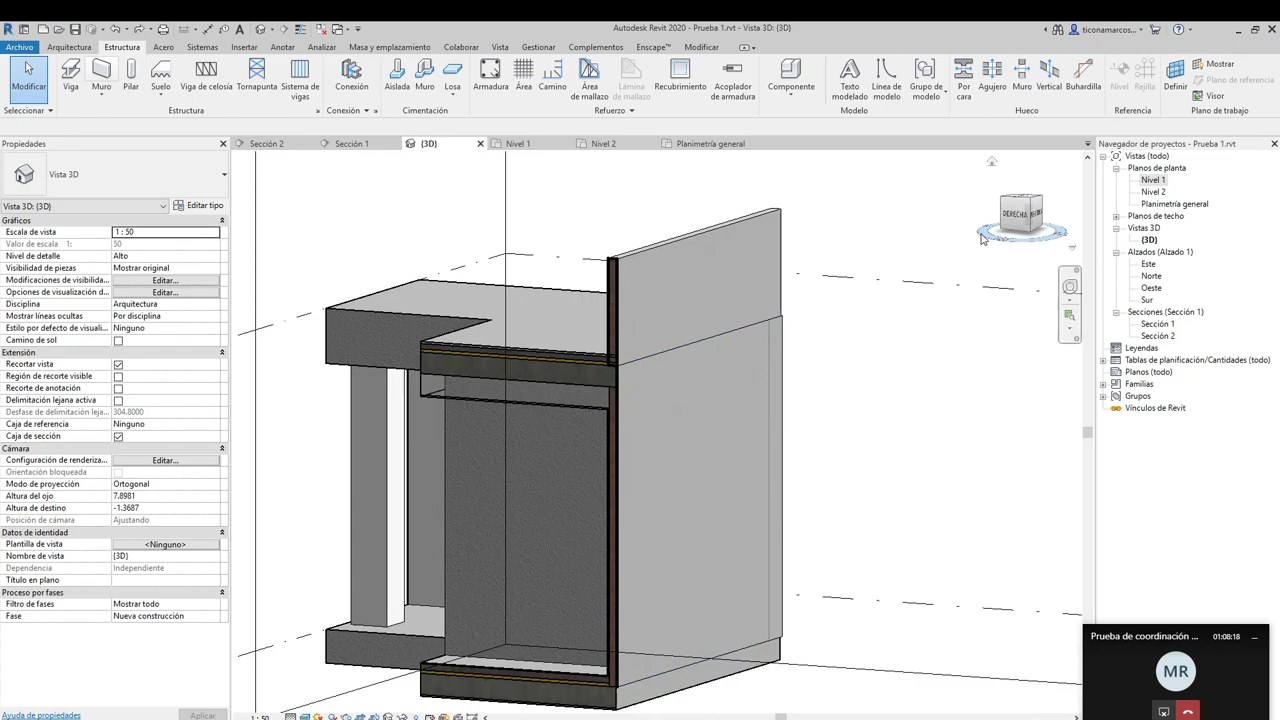 Autodesk Revit 2020 - Prueba 1.rvt - Vista 3D: {3D}
ticonamarcos...
Archivo Arquitectura Estructura Acero Sistemas Insertar Anotar Analizar Masa y emplazamiento Colaborar Vista Gestionar Complementos Enscape™ Modificar
Modificar Viga Muro Pilar Suelo Viga de celosía Tornapunta Sistema de vigas Conexión Aislada Muro Losa Armadura Área Camino Área de mallazo Lámina de mallazo Recubrimiento Acoplador de armadura Componente Texto modelado Línea de modelo Grupo de modelo Por cara Agujero Muro Vertical Buhardilla Nivel Rejilla Definir Mostrar
Plano de referencia
Visor
Seleccionar Estructura Conexión Cimentación Refuerzo Modelo Hueco Referencia Plano de trabajo
Propiedades
Sección 2 Sección 1 {3D} Nivel 1 Nivel 2 Planimetría general
Navegador de proyectos - Prueba 1.rvt
Vista 3D
Vista 3D: {3D} Editar tipo
Gráficos
Escala de vista 1 : 50
Valor de escala 1: 50
Nivel de detalle Alto
Visibilidad de piezas Mostrar original
Modificaciones de visibilida... Editar...
Opciones de visualización d... Editar...
Disciplina Arquitectura
Mostrar líneas ocultas Por disciplina
Estilo por defecto de visuali... Ninguno
Camino de sol
Extensión
Recortar vista
Región de recorte visible
Recorte de anotación
Delimitación lejana activa
Desfase de delimitación leja... 304.8000
Caja de referencia Ninguno
Caja de sección
Cámara
Configuración de renderiza... Editar...
Orientación bloqueada
Modo de proyección Ortogonal
Altura del ojo 7.8981
Altura de destino -1.3687
Posición de cámara Ajustando
Datos de identidad
Plantilla de vista <Ninguno>
Nombre de vista {3D}
Dependencia Independiente
Título en plano
Proceso por fases
Filtro de fases Mostrar todo
Fase Nueva construcción
Ayuda de propiedades Aplicar
1 : 50
DERECHA
Vistas (todo)
Planos de planta
Nivel 1
Nivel 2
Planimetría general
Planos de techo
Vistas 3D
{3D}
Alzados (Alzado 1)
Este
Norte
Oeste
Sur
Secciones (Sección 1)
Sección 1
Sección 2
Leyendas
Tablas de planificación/Cantidades (todo)
Planos (todo)
Familias
Grupos
Vínculos de Revit
Prueba de coordinación ... 01:08:18
MR